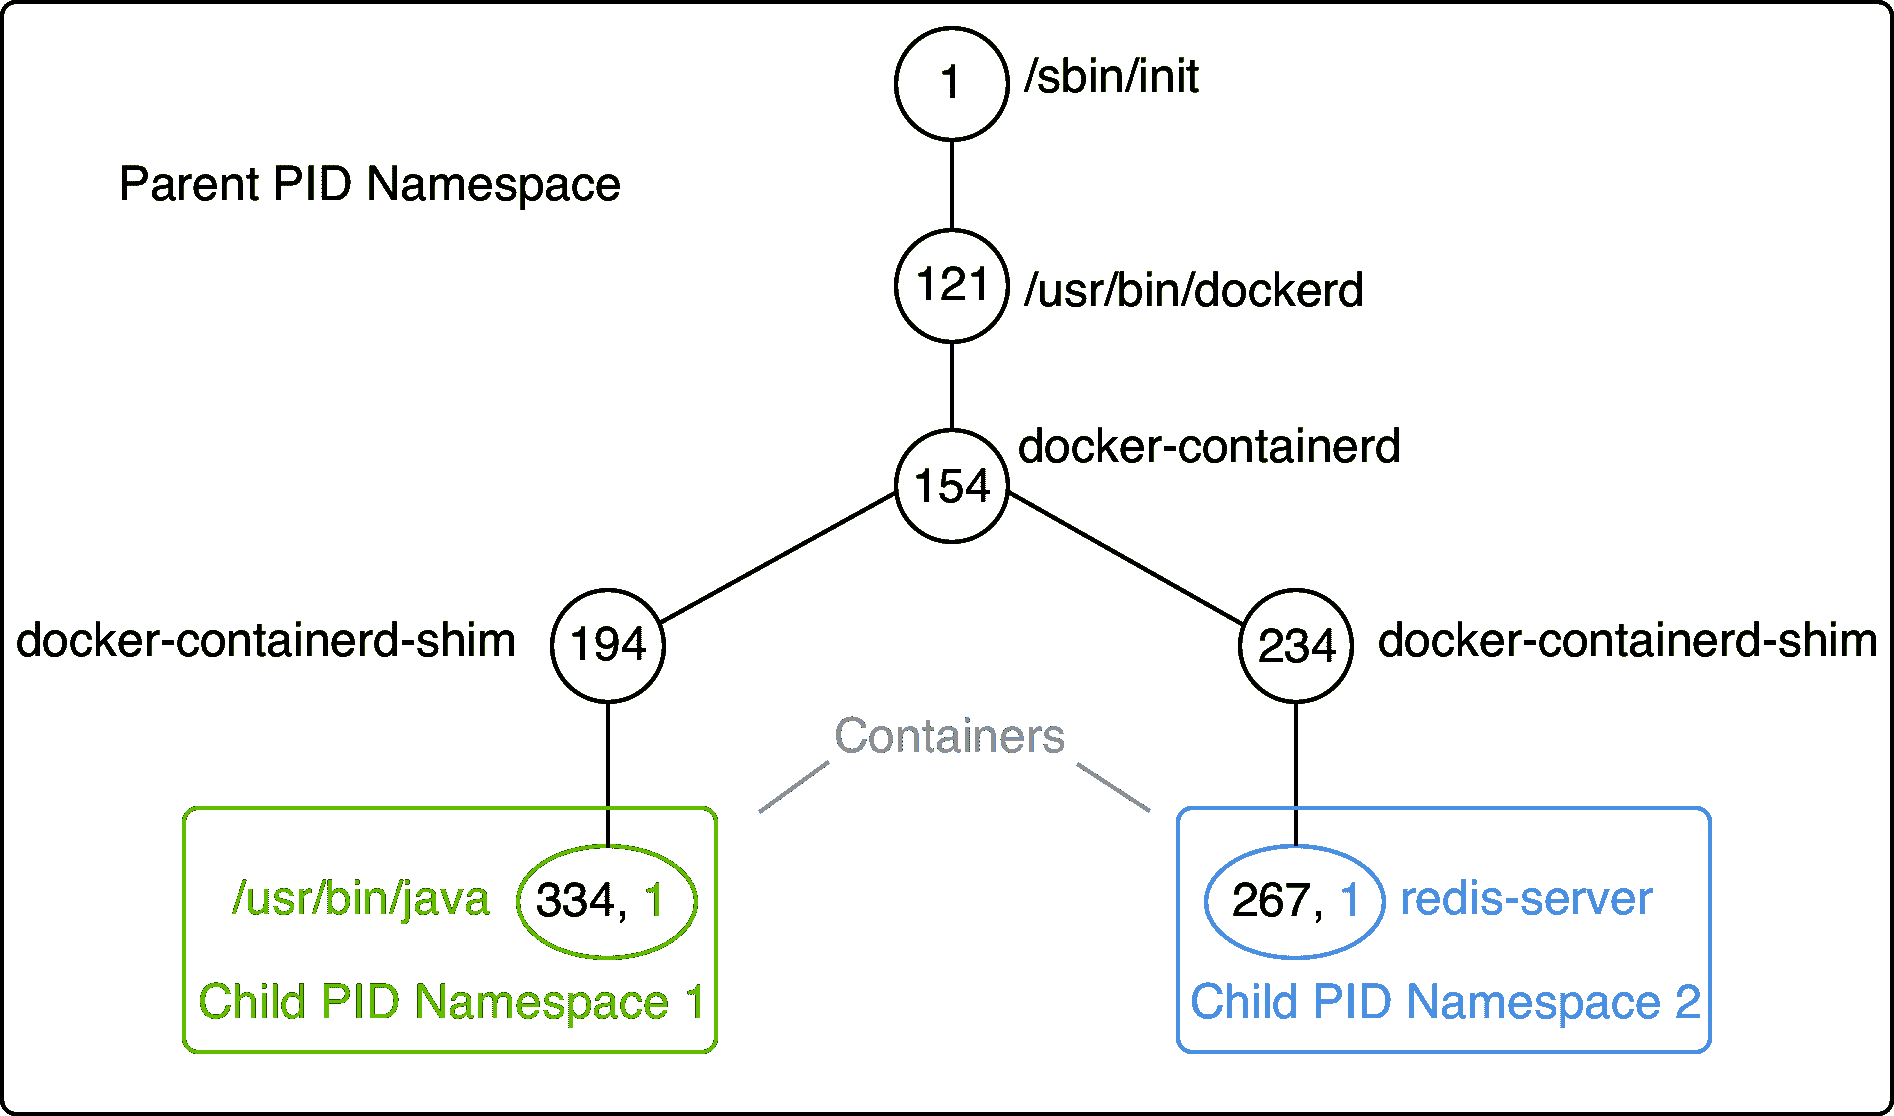 1 /sbin/init
Parent PID Namespace
121 /usr/bin/dockerd
docker-containerd
154
docker-containerd-shim 194
234 docker-containerd-shim
Containers
/usr/bin/java 334, 1
267, 1 redis-server
Child PID Namespace 1
Child PID Namespace 2